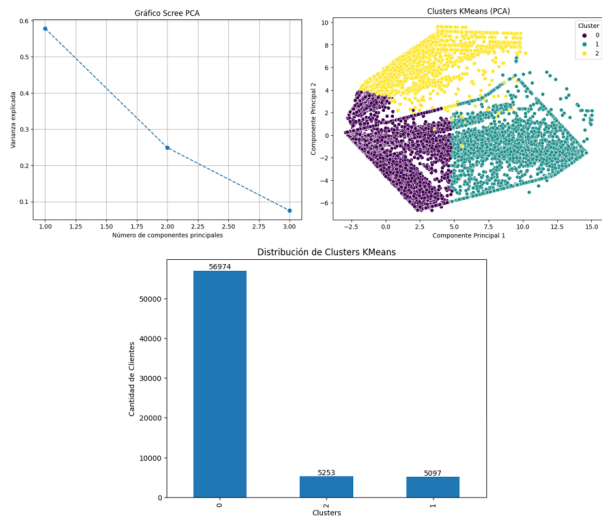 Gráfico Scree PCA
0.6
0.5
0.4
0.3
0.2
0.1
Varianza explicada
1.00 1.25 1.50 1.75 2.00 2.25 2.50 2.75 3.00
Número de componentes principales
Clusters KMeans (PCA)
Cluster
0
1
2
10
8
6
4
2
0
−2
−4
−6
Componente Principal 2
−2.5 0.0 2.5 5.0 7.5 10.0 12.5 15.0
Componente Principal 1
Distribución de Clusters KMeans
56974
5253
5097
50000
40000
30000
20000
10000
0
Cantidad de Clientes
0 2 1
Clusters